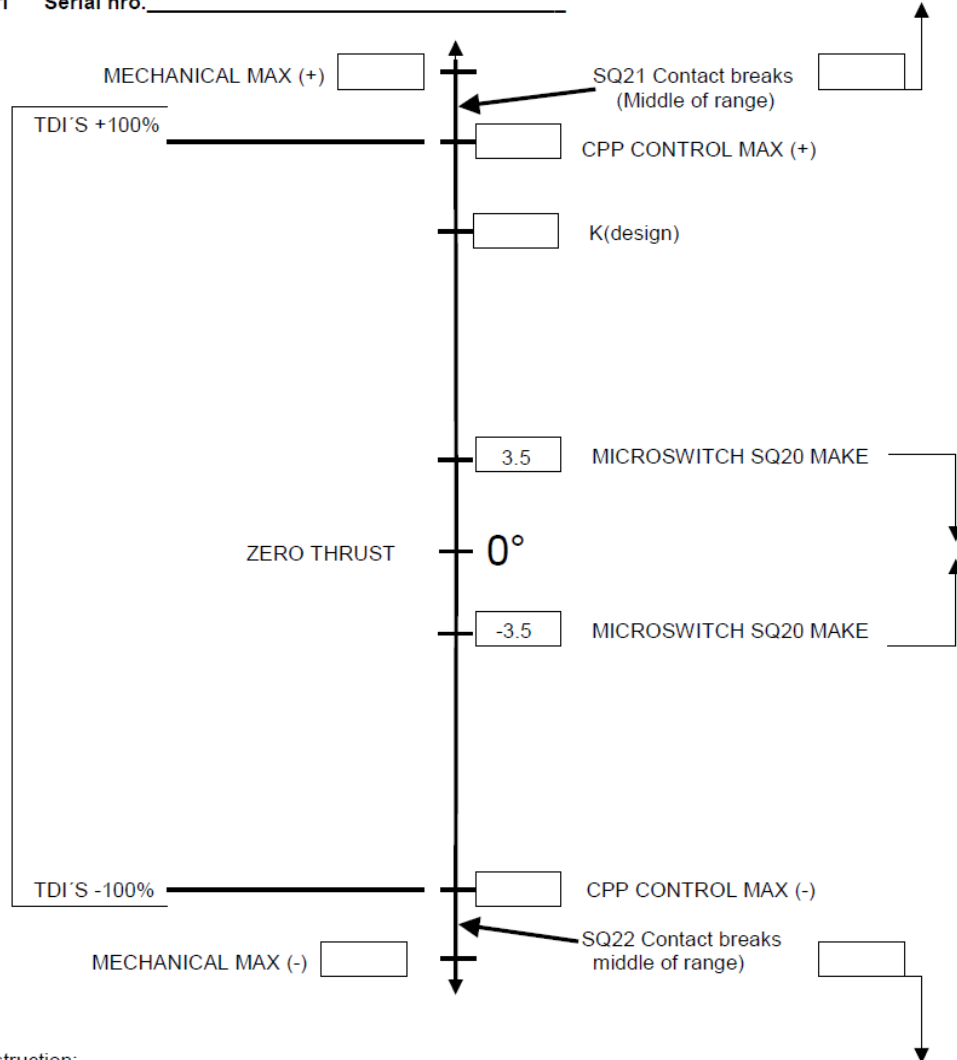 Serial nro.
MECHANICAL MAX (+)
SQ21 Contact breaks
(Middle of range)
TDI´S +100%
CPP CONTROL MAX (+)
K(design)
3.5 MICROSWITCH SQ20 MAKE
ZERO THRUST 0°
-3.5 MICROSWITCH SQ20 MAKE
TDI´S -100%
CPP CONTROL MAX (-)
SQ22 Contact breaks
middle of range)
MECHANICAL MAX (-)